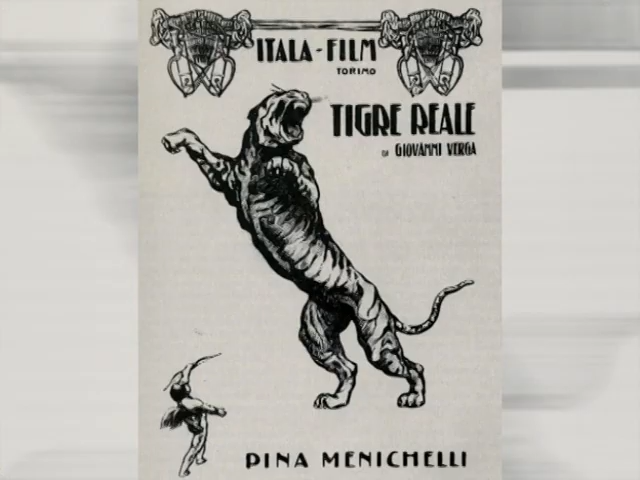 ITALA-FILM
TORINO
TIGRE REALE
DI GIOVANNI VERGA
PINA MENICHELLI